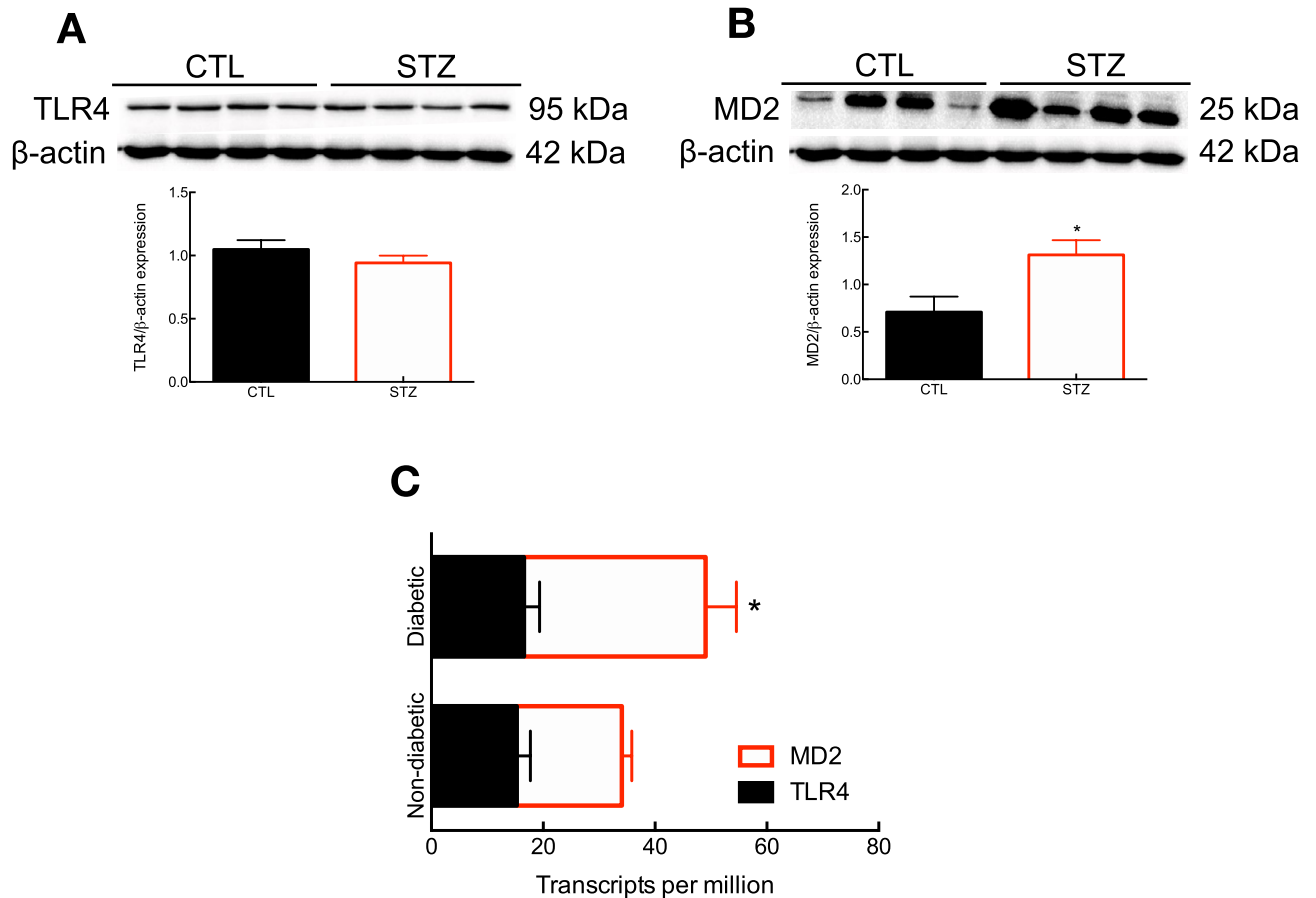 A
CTL STZ
TLR4 95 kDa
β-actin 42 kDa
1.5
1.0
0.5
0.0
TLR4/β-actin expression
CTL STZ
B
CTL STZ
MD2 25 kDa
β-actin 42 kDa
2.0
1.5
1.0
0.5
0.0
MD2/β-actin expression
*
CTL STZ
C
Diabetic
*
Non-diabetic
MD2
TLR4
0 20 40 60 80
Transcripts per million